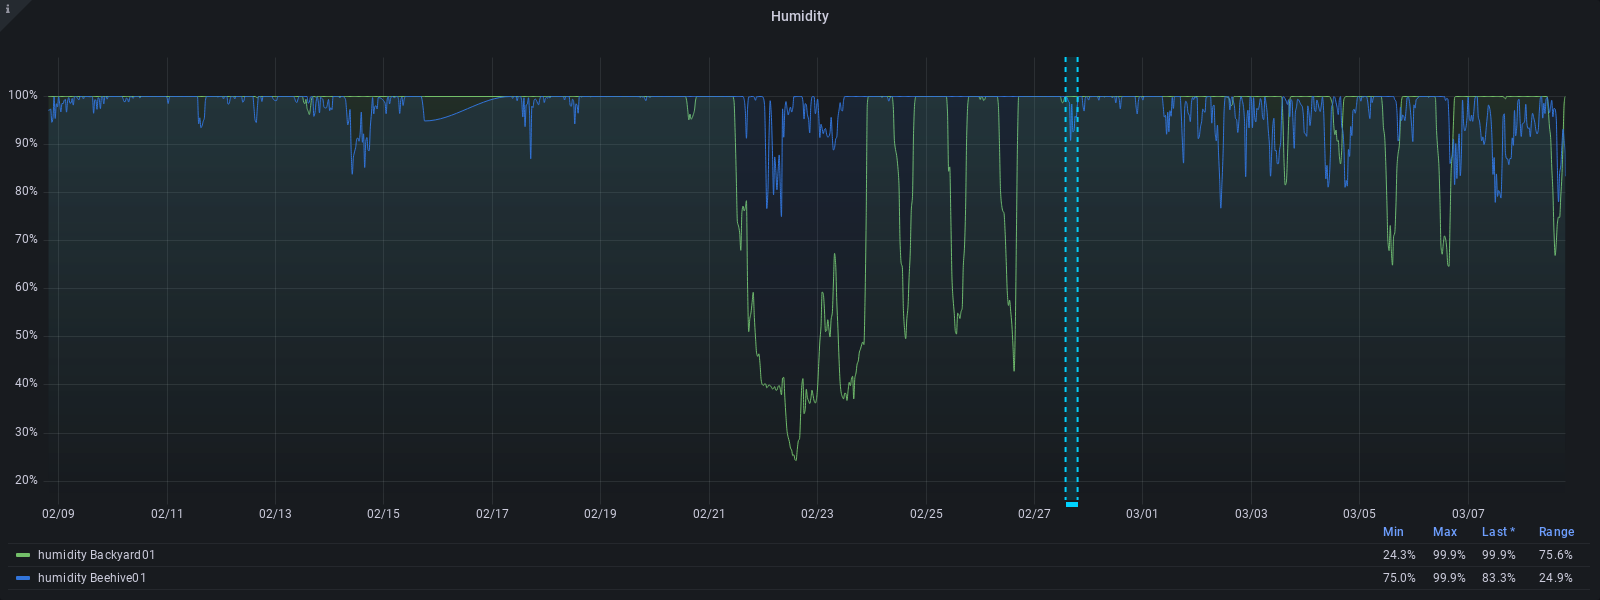 i
Humidity
100%
90%
80%
70%
60%
50%
40%
30%
20%
02/09 02/11 02/13 02/15 02/17 02/19 02/21 02/23 02/25 02/27 03/01 03/03 03/05 03/07
Min Max Last * Range
humidity Backyard01 24.3% 99.9% 99.9% 75.6%
humidity Beehive01 75.0% 99.9% 83.3% 24.9%